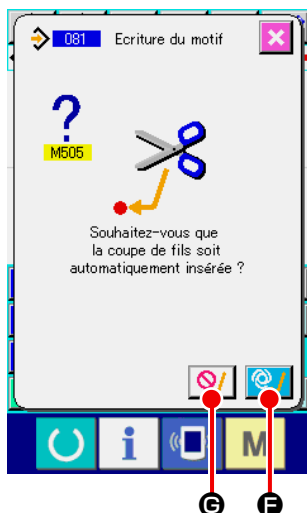 081 Ecriture du motif
?
M505
Souhaitez-vous que
la coupe de fils soit
automatiquement insérée ?
i
M
G F